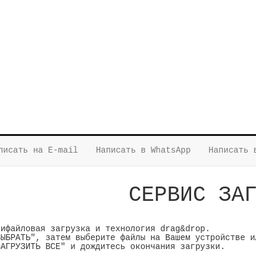 писать на E-mail Написать в WhatsApp Написать в
СЕРВИС ЗАГ
ифайловая загрузка и технология drag&drop.
ЫБРАТЬ", затем выберите файлы на Вашем устройстве и
АГРУЗИТЬ ВСЕ" и дождитесь окончания загрузки.